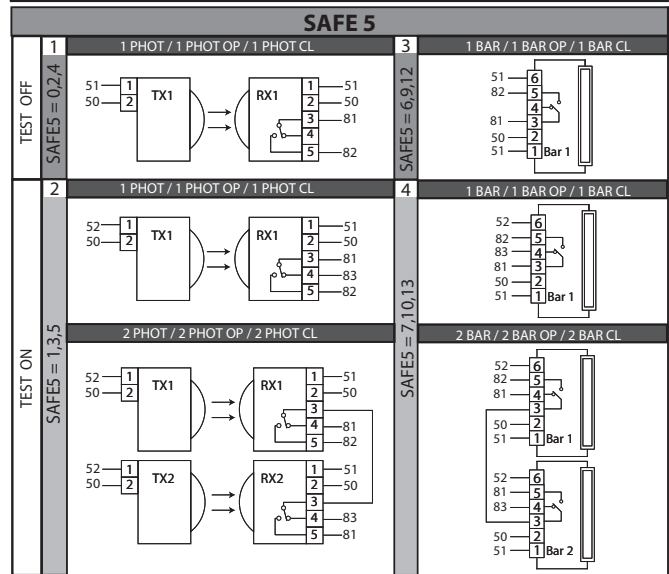 SAFE 5
TEST OFF
SAFE5 = 0,2,4
1
1 PHOT / 1 PHOT OP / 1 PHOT CL
51 1 TX1 RX1 1 51
50 2 2 50
3 81
4
5 82
SAFE5 = 6,9,12
3
1 BAR / 1 BAR OP / 1 BAR CL
51 6
82 5
4
81 3
50 2
51 1 Bar 1
TEST ON
SAFE5 = 1,3,5
2
1 PHOT / 1 PHOT OP / 1 PHOT CL
52 1 TX1 RX1 1 51
50 2 2 50
3 81
4 83
5 82
2 PHOT / 2 PHOT OP / 2 PHOT CL
52 1 TX1 RX1 1 51
50 2 2 50
3
4 81
5 82
52 1 TX2 RX2 1 51
50 2 2 50
3
4 83
5 81
SAFE5 = 7,10,13
4
1 BAR / 1 BAR OP / 1 BAR CL
52 6
82 5
83 4
81 3
50 2
51 1 Bar 1
2 BAR / 2 BAR OP / 2 BAR CL
52 6
82 5
81 4
3
50 2
51 1 Bar 1
52 6
81 5
83 4
3
50 2
51 1 Bar 2